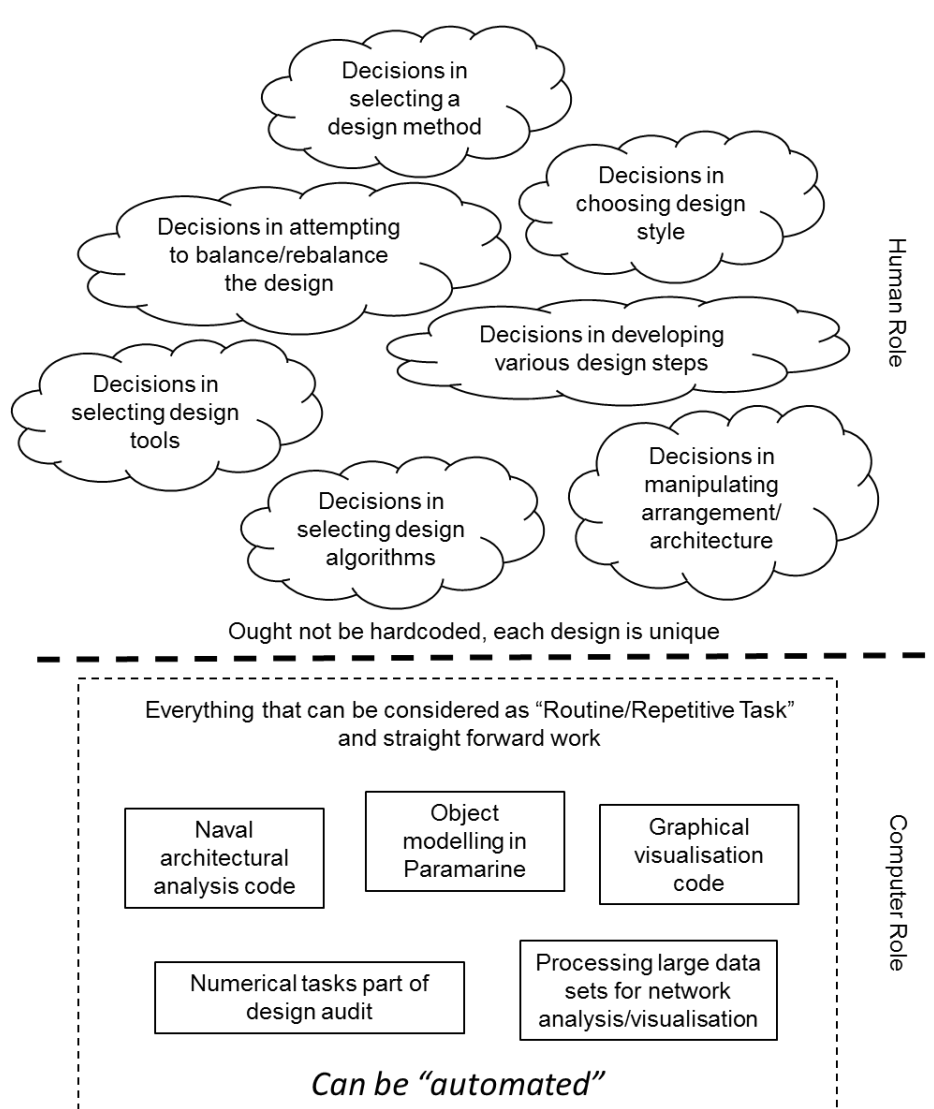 Decisions in
selecting a
design method
Decisions in
choosing design
style
Decisions in attempting
to balance/rebalance
the design
Decisions in developing
various design steps
Decisions in
selecting design
tools
Decisions in
manipulating
arrangement/
architecture
Decisions in
selecting design
algorithms
Human Role
Ought not be hardcoded, each design is unique
Everything that can be considered as “Routine/Repetitive Task”
and straight forward work
Naval
architectural
analysis code
Object
modelling in
Paramarine
Graphical
visualisation
code
Numerical tasks part of
design audit
Processing large data
sets for network
analysis/visualisation
Computer Role
Can be “automated”